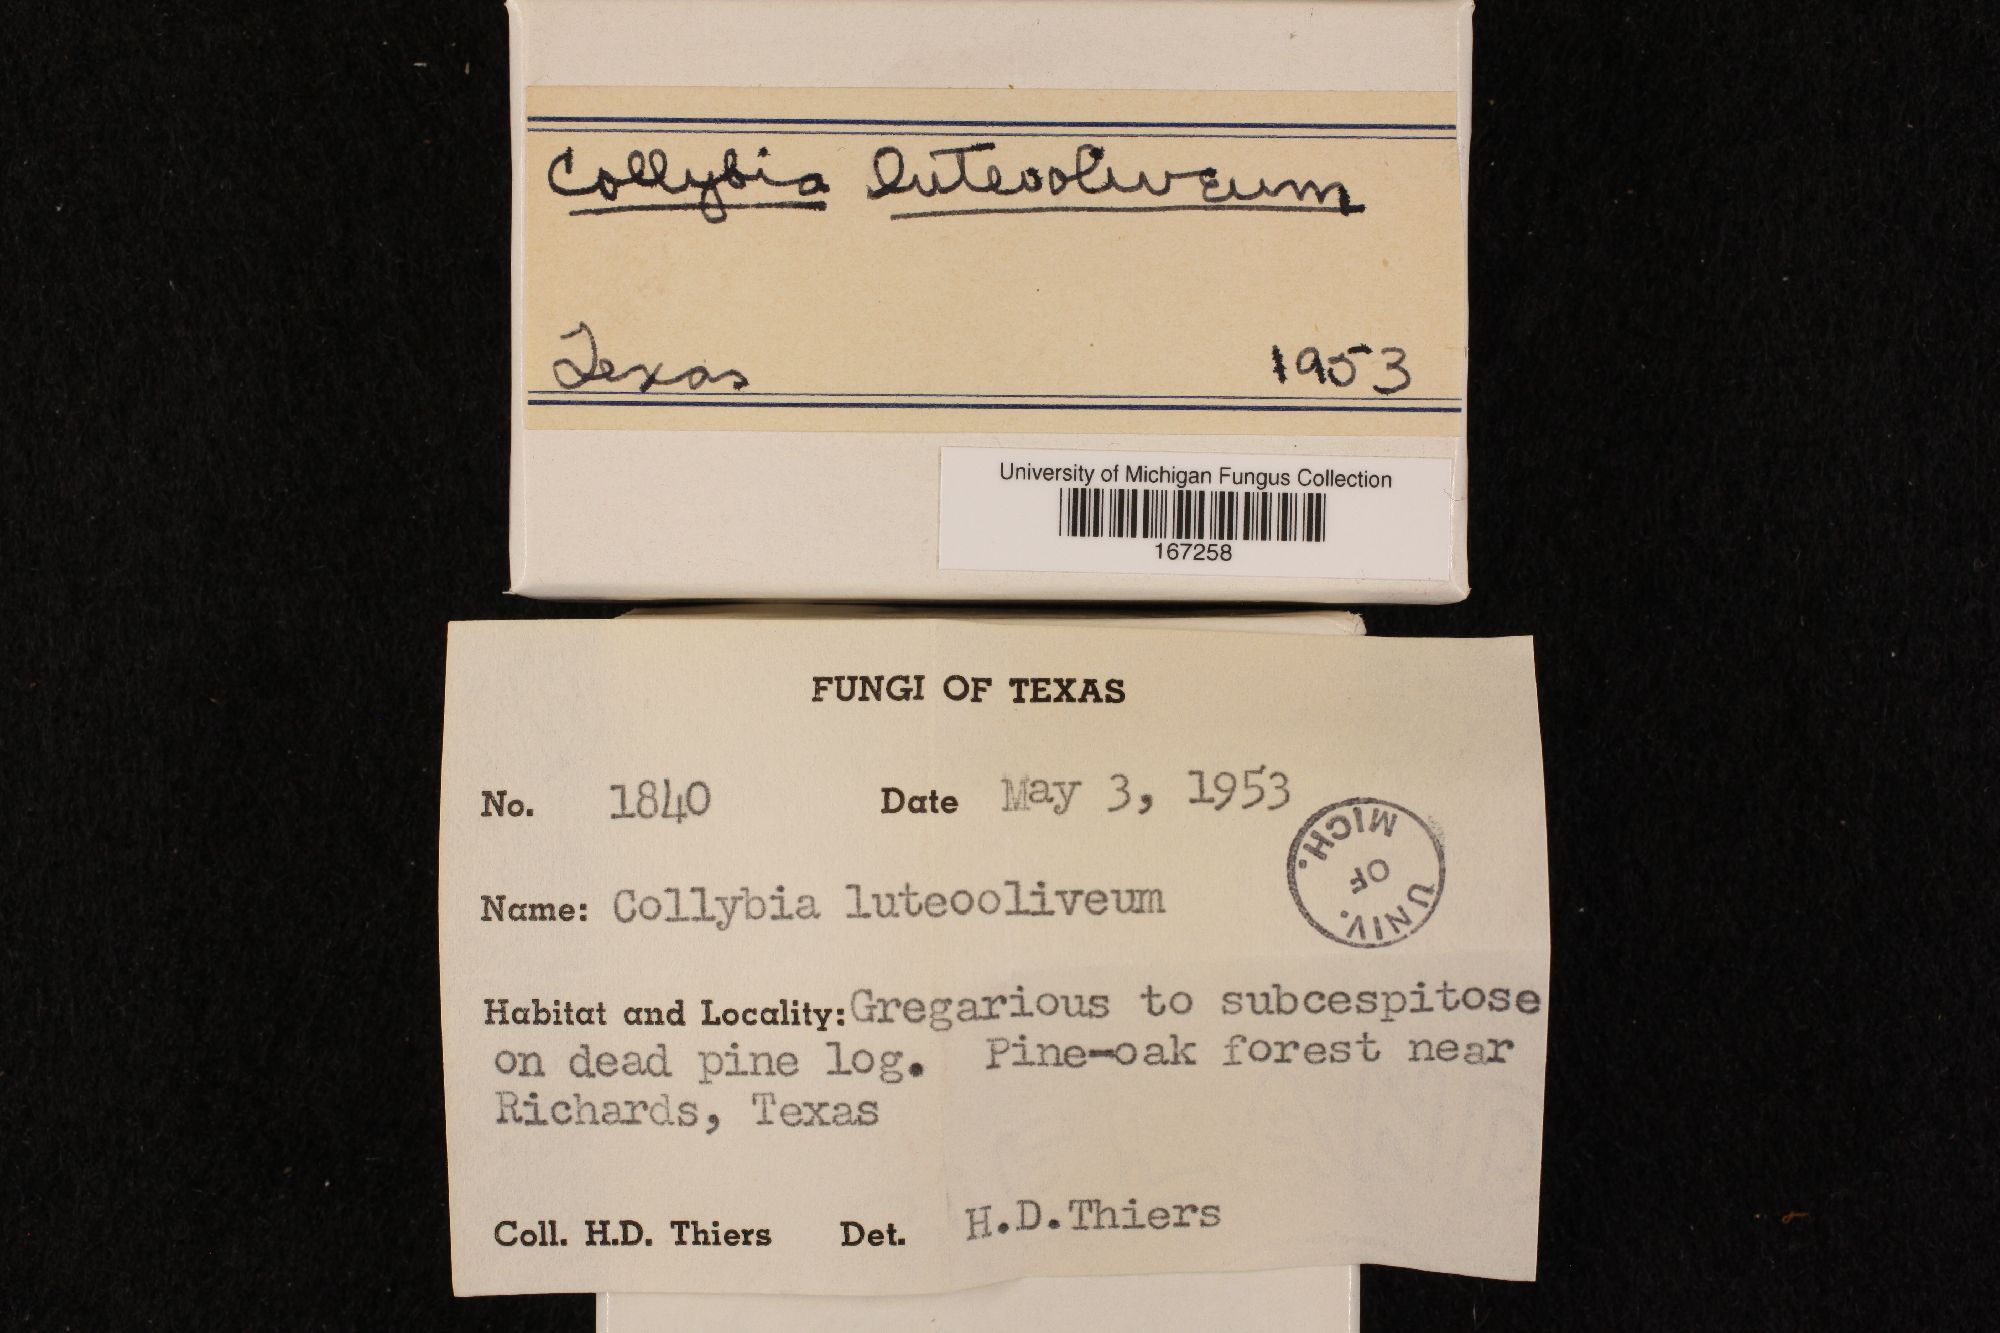 Collybia luteooliveum
Texas 1953
University of Michigan Fungus Collection
167258
FUNGI OF TEXAS
No. 1840 Date May 3, 1953
UNIV. OF MICH.
Name: Collybia luteooliveum
Habitat and Locality: Gregarious to subcespitose
on dead pine log. Pine-oak forest near
Richards, Texas
Coll. H.D. Thiers Det. H.D.Thiers